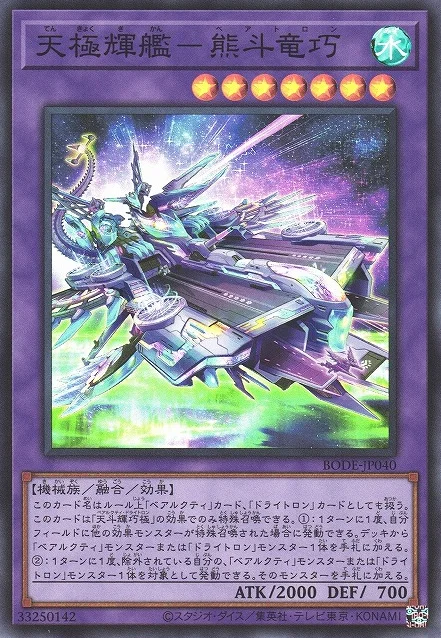 天極輝艦－熊斗竜巧
てん きょく き かん ベアトロン
水
BODE-JP040
【機械族／融合／効果】
このカード名はルール上「ベアルクティ」カード、「ドライトロン」カードとしても扱う。
このカードは「天斗輝巧極」の効果でのみ特殊召喚できる。①：1ターンに1度、自分
フィールドに他の効果モンスターが特殊召喚された場合に発動できる。デッキから
「ベアルクティ」モンスターまたは「ドライトロン」モンスター1体を手札に加える。
②：1ターンに1度、除外されている自分の、「ベアルクティ」モンスターまたは「ドライ
トロン」モンスター1体を対象として発動できる。そのモンスターを手札に加える。
ATK/2000 DEF/ 700
33250142
©スタジオ・ダイス／集英社・テレビ東京・KONAMI